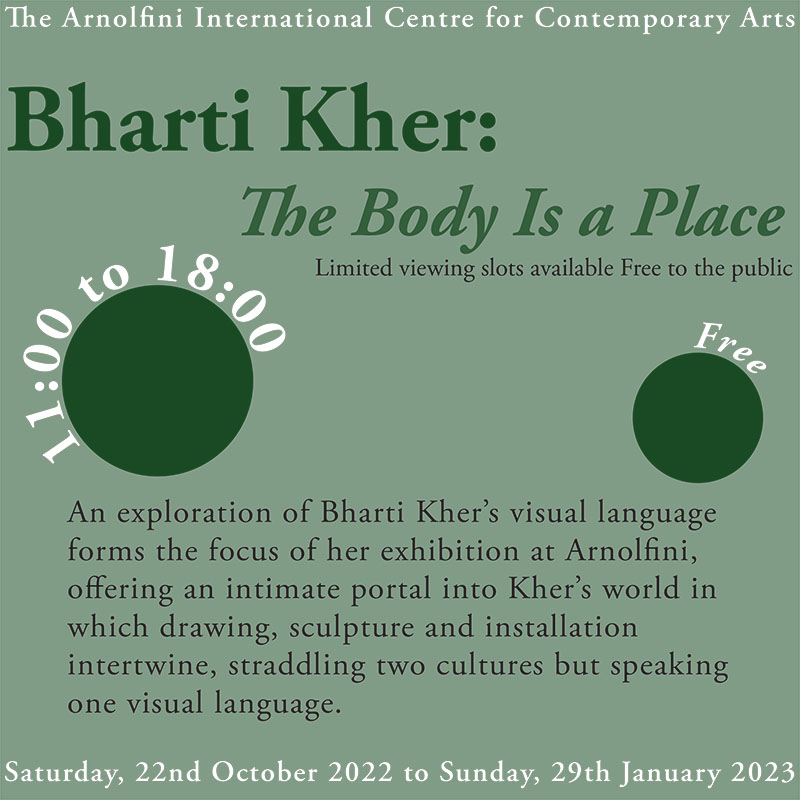 The Arnolfini International Centre for Contemporary Arts
Bharti Kher:
The Body Is a Place
Limited viewing slots available Free to the public
11:00 to 18:00
Free
An exploration of Bharti Kher’s visual language
forms the focus of her exhibition at Arnolfini,
offering an intimate portal into Kher’s world in
which drawing, sculpture and installation
intertwine, straddling two cultures but speaking
one visual language.
Saturday, 22nd October 2022 to Sunday, 29th January 2023